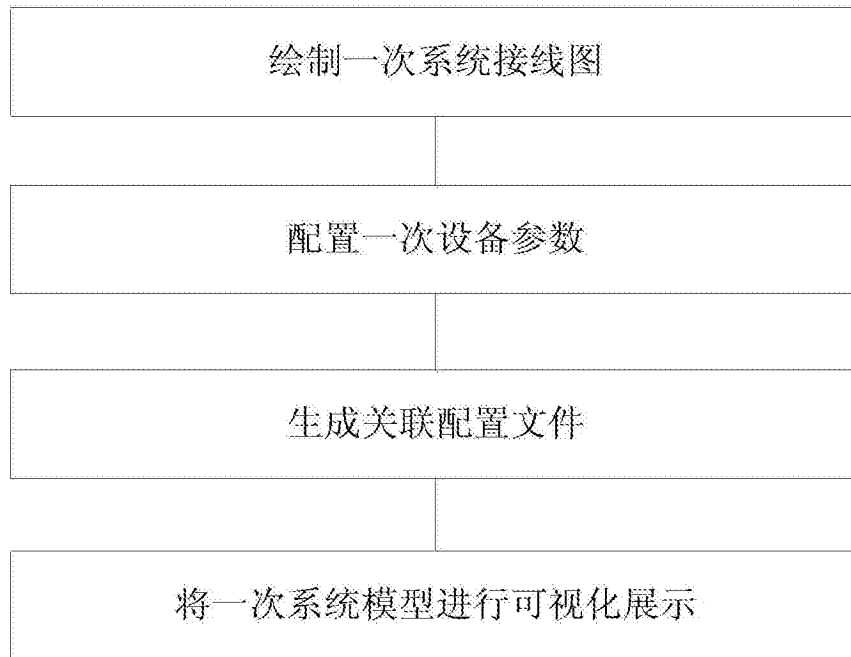 绘制一次系统接线图
配置一次设备参数
生成关联配置文件
将一次系统模型进行可视化展示